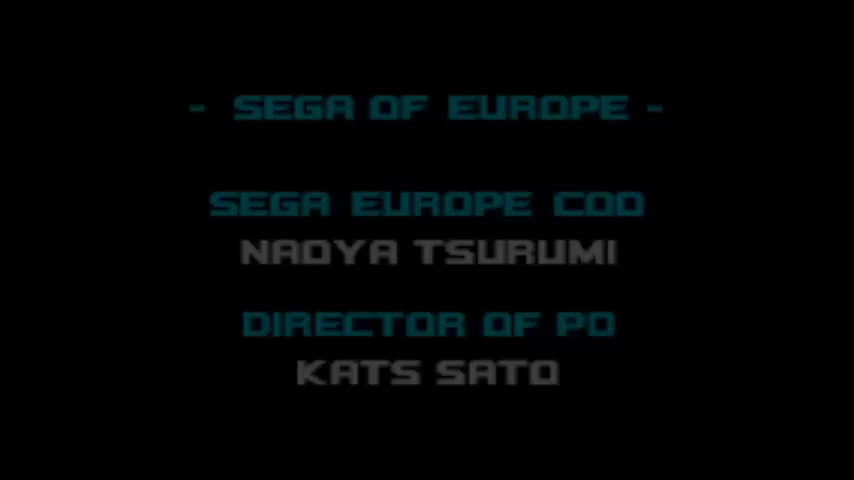 - SEGA OF EUROPE -
SEGA EUROPE COO
NAOYA TSURUMI
DIRECTOR OF PD
KATS SATO